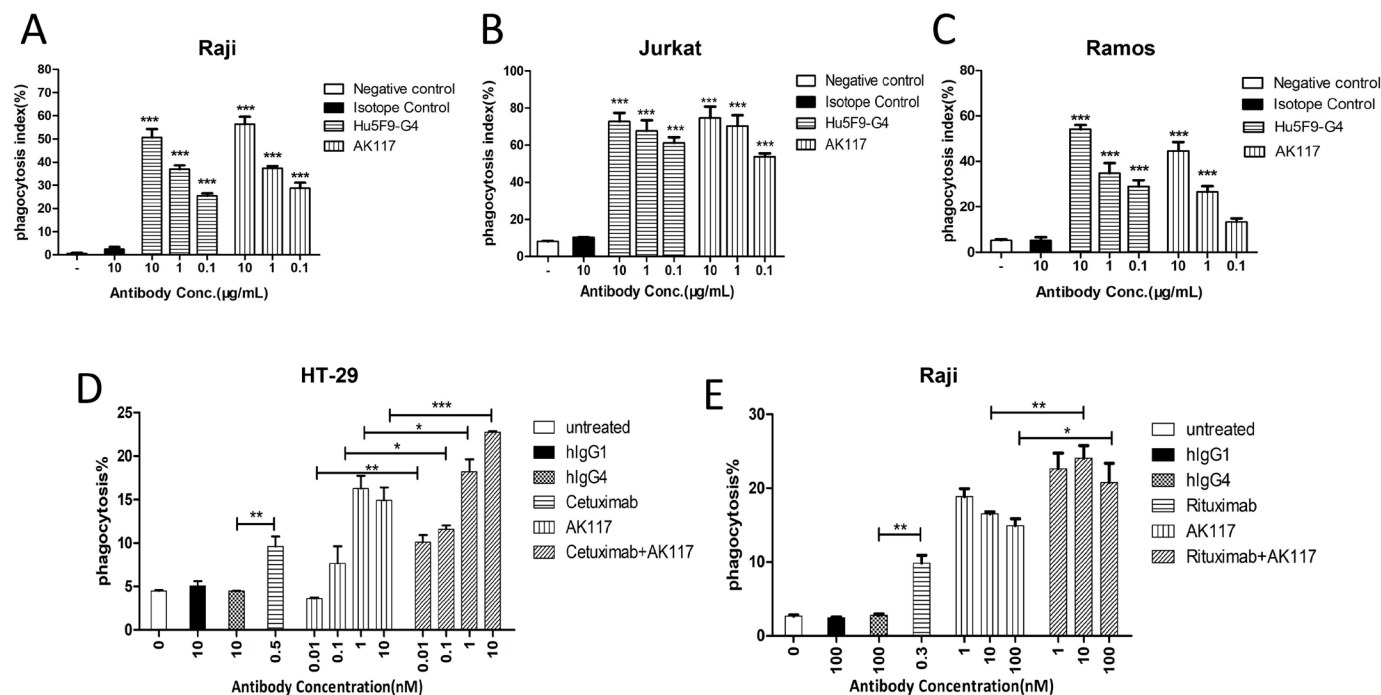 A
Raji
phagocytosis index(%)
80
70
60
50
40
30
20
10
0
***
***
***
***
***
***
- 10 10 1 0.1 10 1 0.1
Antibody Conc.(μg/mL)
Negative control
Isotope Control
Hu5F9-G4
AK117
B
Jurkat
phagocytosis index(%)
100
80
60
40
20
0
***
***
***
***
***
***
- 10 10 1 0.1 10 1 0.1
Antibody Conc.(μg/mL)
Negative control
Isotope Control
Hu5F9-G4
AK117
C
Ramos
phagocytosis index(%)
80
60
40
20
0
***
***
***
***
***
- 10 10 1 0.1 10 1 0.1
Antibody Conc.(μg/mL)
Negative control
Isotope Control
Hu5F9-G4
AK117
D
HT-29
phagocytosis%
25
20
15
10
5
0
***
*
*
**
**
0 10 10 0.5 0.01 0.1 1 10 0.01 0.1 1 10
Antibody Concentration(nM)
untreated
hIgG1
hIgG4
Cetuximab
AK117
Cetuximab+AK117
E
Raji
phagocytosis%
30
20
10
0
**
*
**
0 100 100 0.3 1 10 100 1 10 100
Antibody Concentration(nM)
untreated
hIgG1
hIgG4
Rituximab
AK117
Rituximab+AK117